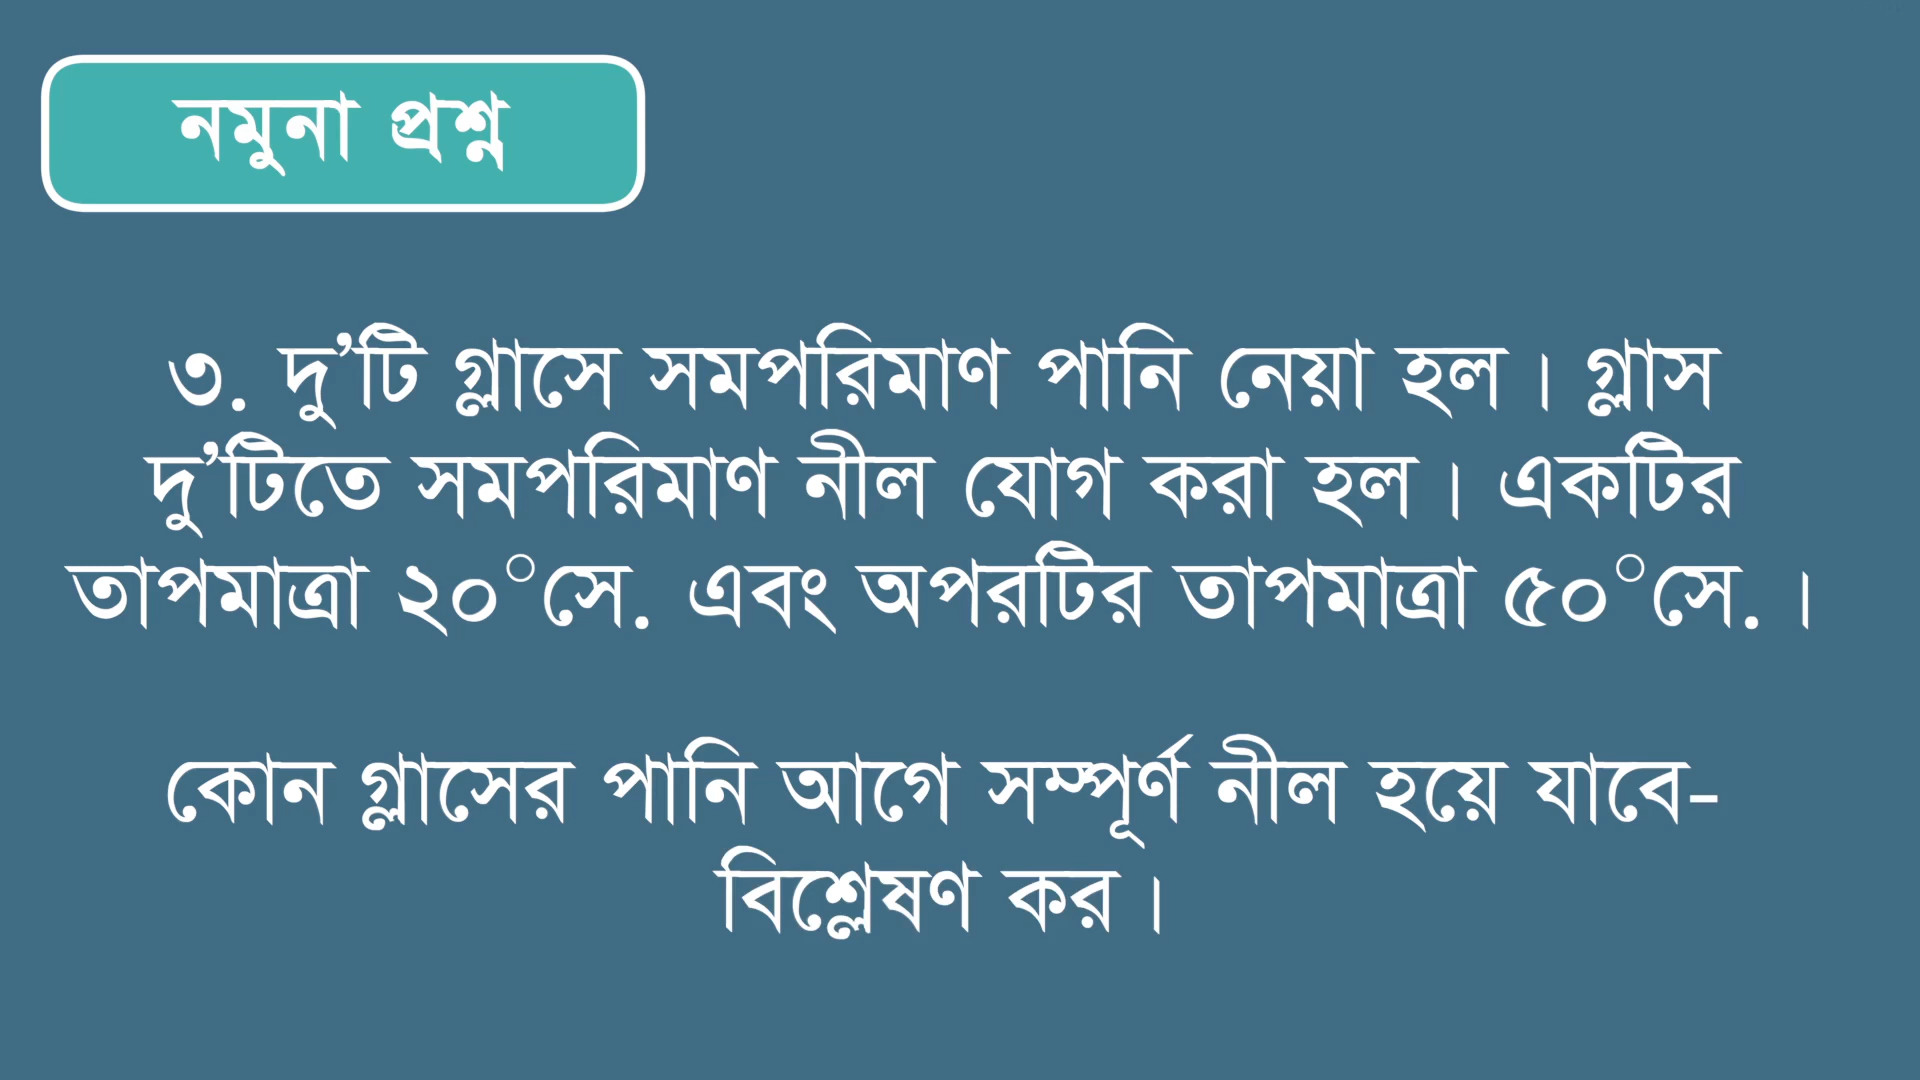 নমুনা প্রশ্ন
৩. দু’টি গ্লাসে সমপরিমাণ পানি নেয়া হল। গ্লাস
দু’টিতে সমপরিমাণ নীল যোগ করা হল। একটির
তাপমাত্রা ২০°সে. এবং অপরটির তাপমাত্রা ৫০°সে. ।
কোন গ্লাসের পানি আগে সম্পূর্ণ নীল হয়ে যাবে-
বিশ্লেষণ কর।